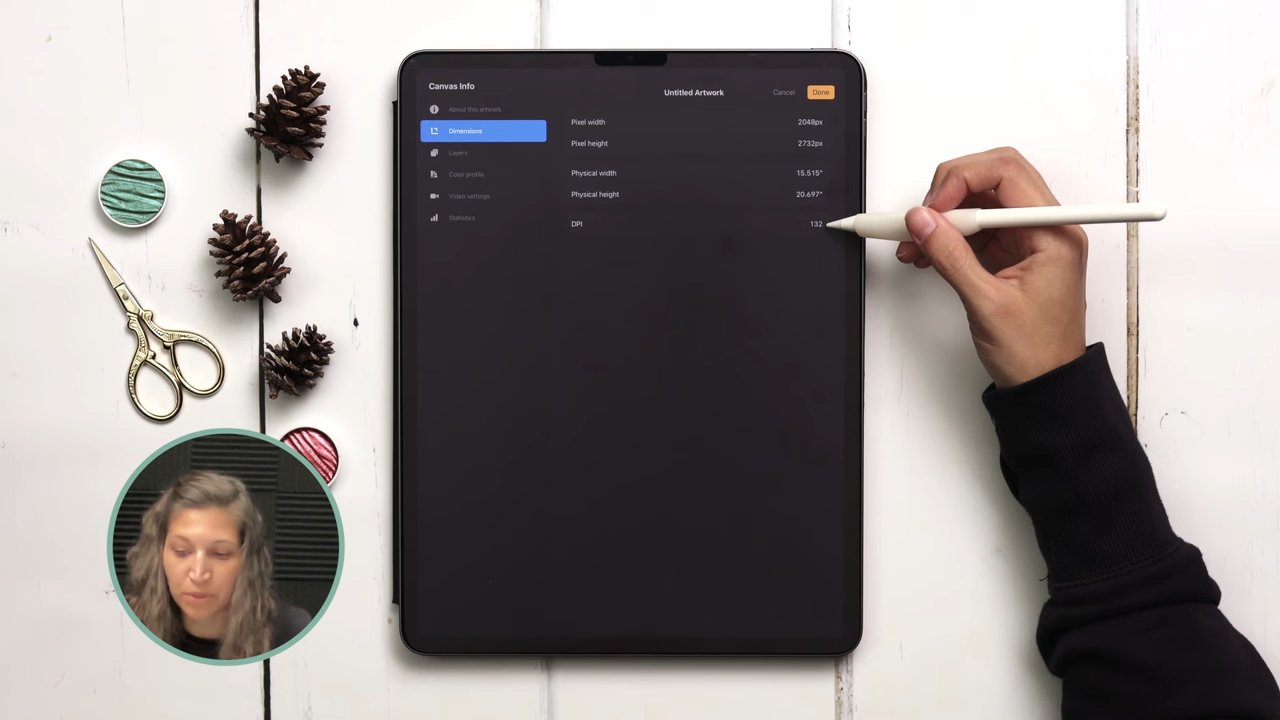 Canvas Info
Untitled Artwork
Cancel
Done
About this artwork
Dimensions
Layers
Color profile
Video settings
Statistics
Pixel width 2048px
Pixel height 2732px
Physical width 15.515"
Physical height 20.697"
DPI 132